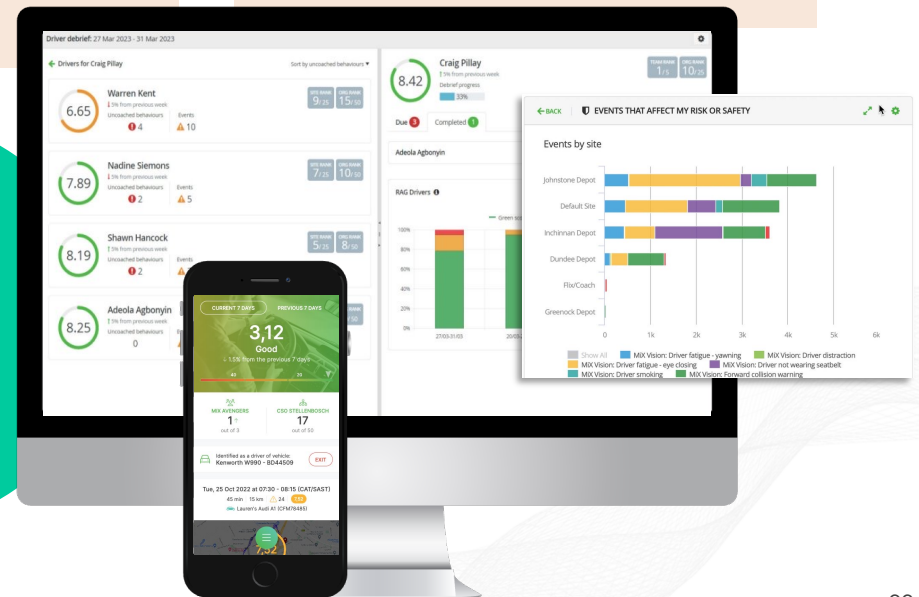 Driver debrief: 27 Mar 2023 - 31 Mar 2023
Drivers for Craig Pillay
Sort by uncoached behaviours
6.65
Warren Kent
5% from previous week
Uncoached behaviours Events
4 10
SITE RANK ORG RANK
9/25 15/50
7.89
Nadine Siemons
5% from previous week
Uncoached behaviours Events
2 5
SITE RANK ORG RANK
7/25 10/50
8.19
Shawn Hancock
5% from previous week
Uncoached behaviours
2
SITE RANK ORG RANK
5/25 8/50
8.25
Adeola Agbonyin
5% from previous week
Uncoached behaviours
0
8.42
Craig Pillay
5% from previous week
Debrief progress
33%
TEAM RANK ORG RANK
1/5 10/25
Due 3 Completed 1
Adeola Agbonyin
RAG Drivers
100%
80%
60%
40%
20%
0%
27/03-31/03
BACK EVENTS THAT AFFECT MY RISK OR SAFETY
Events by site
Johnstone Depot
Default Site
Inchinnan Depot
Dundee Depot
Flix/Coach
Greenock Depot
0 1k 2k 3k 4k 5k 6k
Show All MiX Vision: Driver fatigue - yawning MiX Vision: Driver distraction
MiX Vision: Driver fatigue - eye closing MiX Vision: Driver not wearing seatbelt
MiX Vision: Driver smoking MiX Vision: Forward collision warning
CURRENT 7 DAYS PREVIOUS 7 DAYS
3,12
Good
↓ 1.5% from the previous 7 days
MIX AVENGERS CSO STELLENBOSCH
1 17
out of 3 out of 50
Identified as a driver of vehicle:
Kenworth W990 - BD44509
EXIT
Tue, 25 Oct 2022 at 07:30 - 08:15 (CAT/SAST)
45 min 15 km 24
Lauren's Audi A1 (CFM78485)
7,52